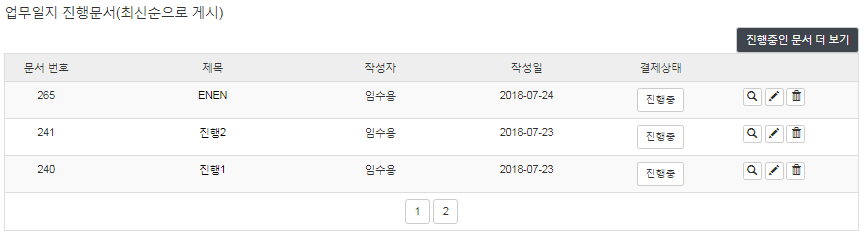 업무일지 진행문서(최신순으로 게시)
진행중인 문서 더 보기
문서 번호 제목 작성자 작성일 결제상태
265 ENEN 임수용 2018-07-24 진행중
241 진행2 임수용 2018-07-23 진행중
240 진행1 임수용 2018-07-23 진행중
1 2